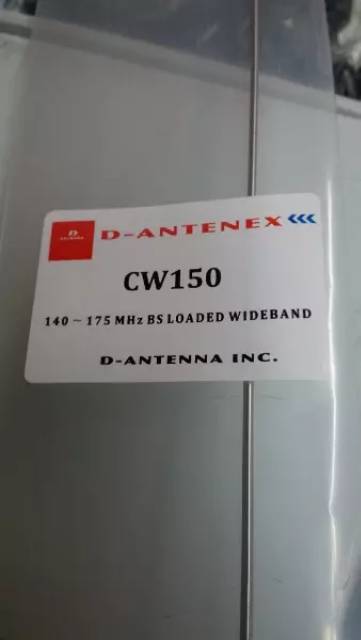 D-ANTENEX
CW150
140 ~ 175 MHz BS LOADED WIDEBAND
D-ANTENNA INC.